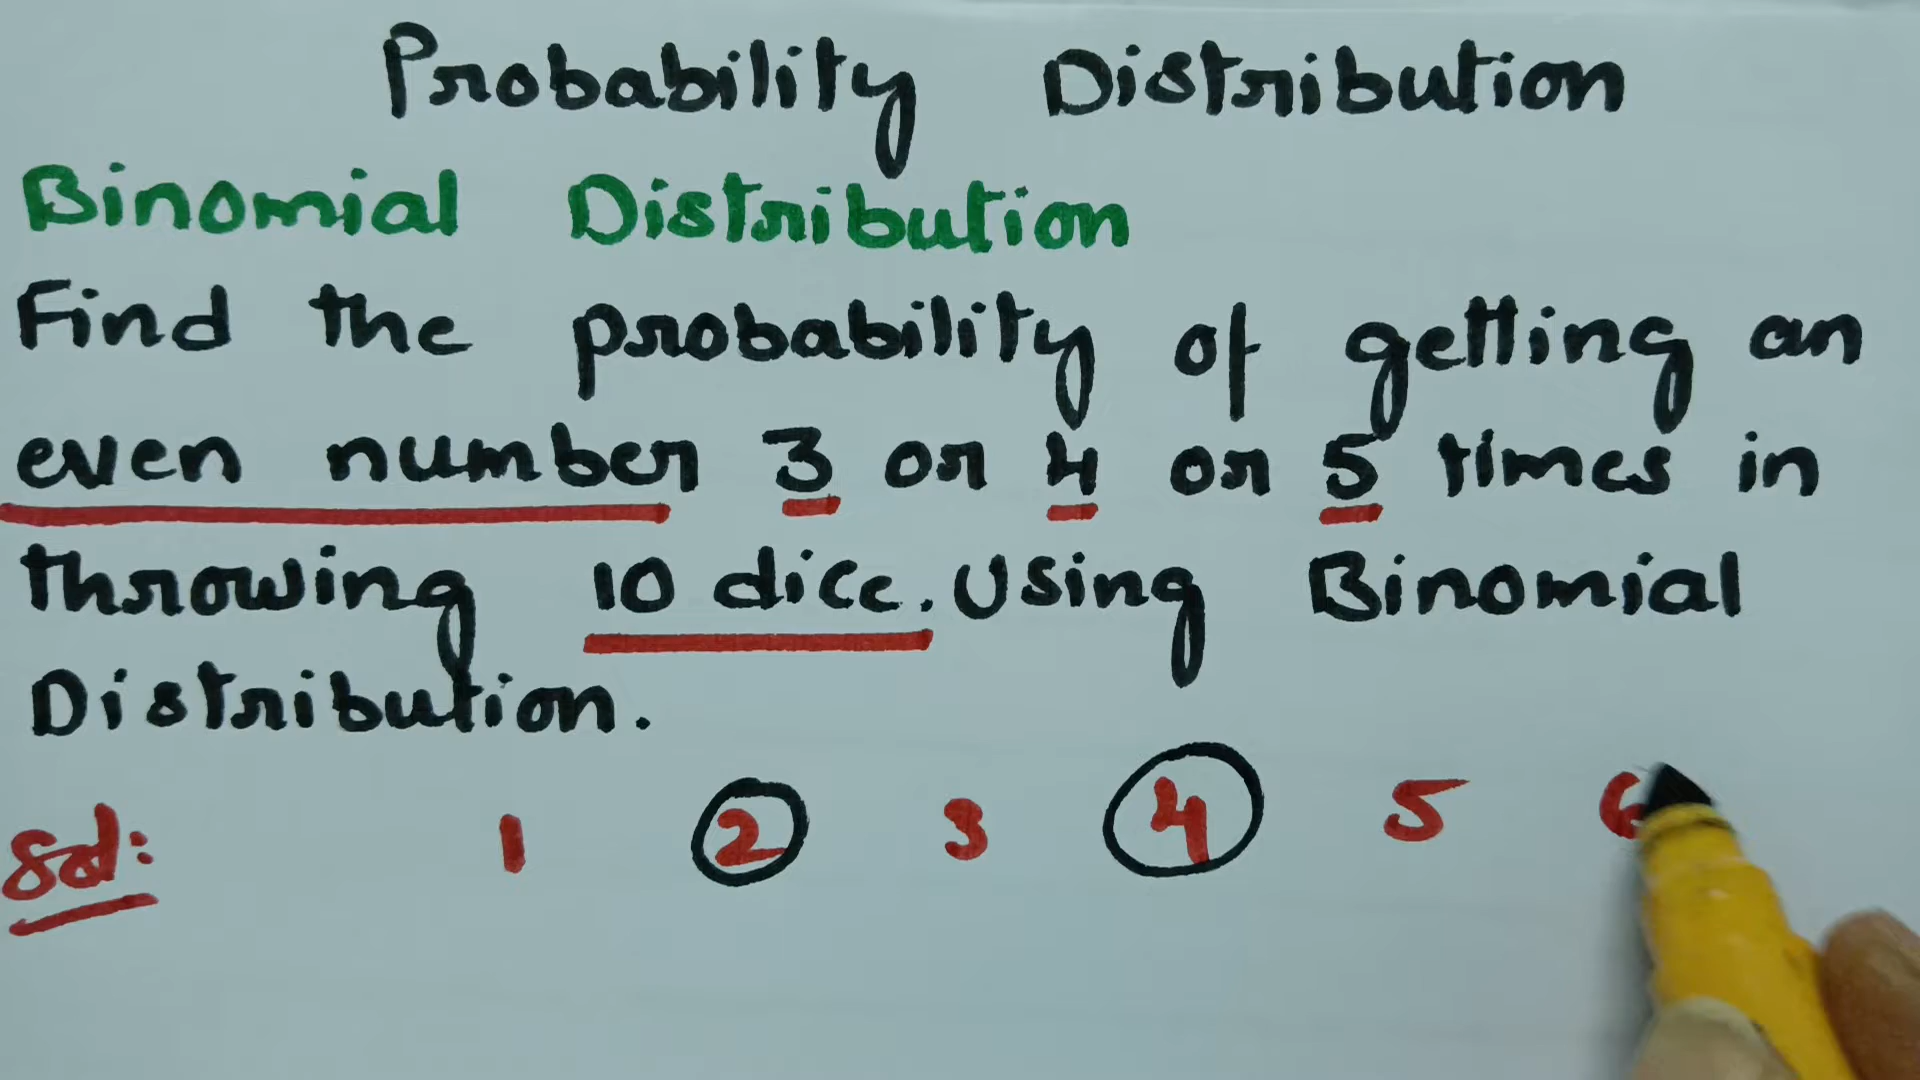 Probability Distribution
Binomial Distribution
Find the probability of getting an
even number 3 or 4 or 5 times in
throwing 10 dice. Using Binomial
Distribution.
Sol: 1 2 3 4 5 6